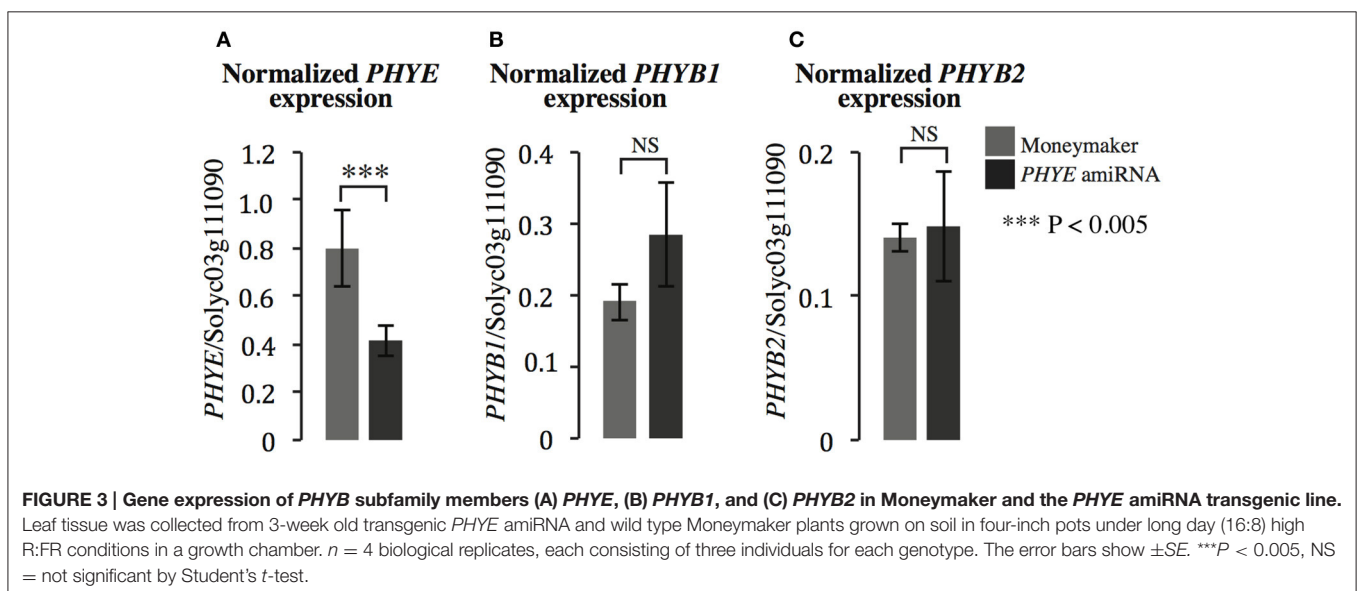 A
Normalized PHYE
expression
PHYE/Solyc03g111090
1.2
1.0
0.8
0.6
0.4
0.2
0
***
B
Normalized PHYB1
expression
PHYB1/Solyc03g111090
0.4
0.3
0.2
0.1
0
NS
C
Normalized PHYB2
expression
PHYB2/Solyc03g111090
0.2
0.1
0
NS
Moneymaker
PHYE amiRNA
*** P < 0.005
FIGURE 3 | Gene expression of PHYB subfamily members (A) PHYE, (B) PHYB1, and (C) PHYB2 in Moneymaker and the PHYE amiRNA transgenic line.
Leaf tissue was collected from 3-week old transgenic PHYE amiRNA and wild type Moneymaker plants grown on soil in four-inch pots under long day (16:8) high
R:FR conditions in a growth chamber. n = 4 biological replicates, each consisting of three individuals for each genotype. The error bars show ±SE. ***P < 0.005, NS
= not significant by Student's t-test.